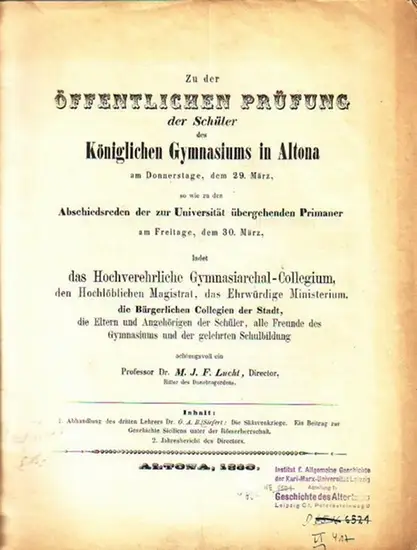 Zu der
ÖFFENTLICHEN PRÜFUNG
der Schüler
des
Königlichen Gymnasiums in Altona
am Donnerstage, dem 29. März,
so wie zu den
Abschiedsreden der zur Universität übergehenden Primaner
am Freitage, dem 30. März,
ladet
das Hochverehrliche Gymnasiarchal-Collegium,
den Hochlöblichen Magistrat, das Ehrwürdige Ministerium,
die Bürgerlichen Collegien der Stadt,
die Eltern und Angehörigen der Schüler, alle Freunde des
Gymnasiums und der gelehrten Schulbildung
achtungsvoll ein
Professor Dr. M. J. F. Lucht, Director,
Ritter des Danebrogordens.
Inhalt:
1. Abhandlung des dritten Lehrers Dr. O. A. B. Siefert: Die Sklavenkriege. Ein Beitrag zur
Geschichte Siciliens unter der Römerherrschaft.
2. Jahresbericht des Directors.
ALTONA, 1860.
Institut f. Allgemeine Geschichte
der Karl-Marx-Universität Leipzig
Abteilung
Geschichte des Altertums
Leipzig C1, Petersteinweg
6524